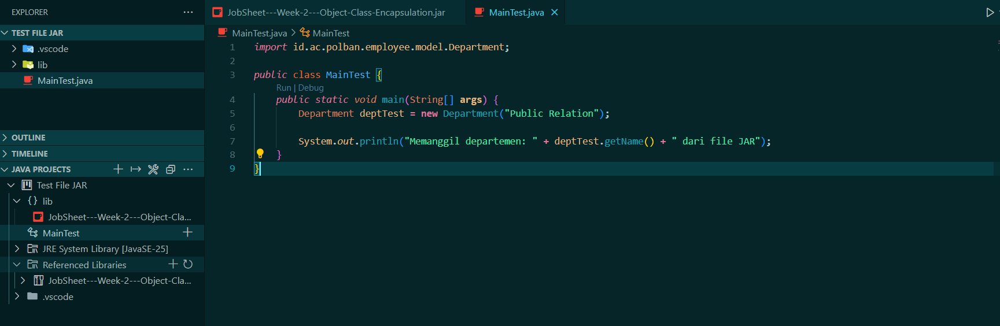 EXPLORER
TEST FILE JAR
.vscode
lib
MainTest.java
OUTLINE
TIMELINE
JAVA PROJECTS
Test File JAR
{} lib
JobSheet---Week-2---Object-Cla...
MainTest
JRE System Library [JavaSE-25]
Referenced Libraries
JobSheet---Week-2---Object-Cla...
.vscode
JobSheet---Week-2---Object-Class-Encapsulation.jar
MainTest.java
MainTest.java > MainTest
1 import id.ac.polban.employee.model.Department;
2
3 public class MainTest {
Run | Debug
4 public static void main(String[] args) {
5 Department deptTest = new Department("Public Relation");
6
7 System.out.println("Memanggil departemen: " + deptTest.getName() + " dari file JAR");
8 }
9 }